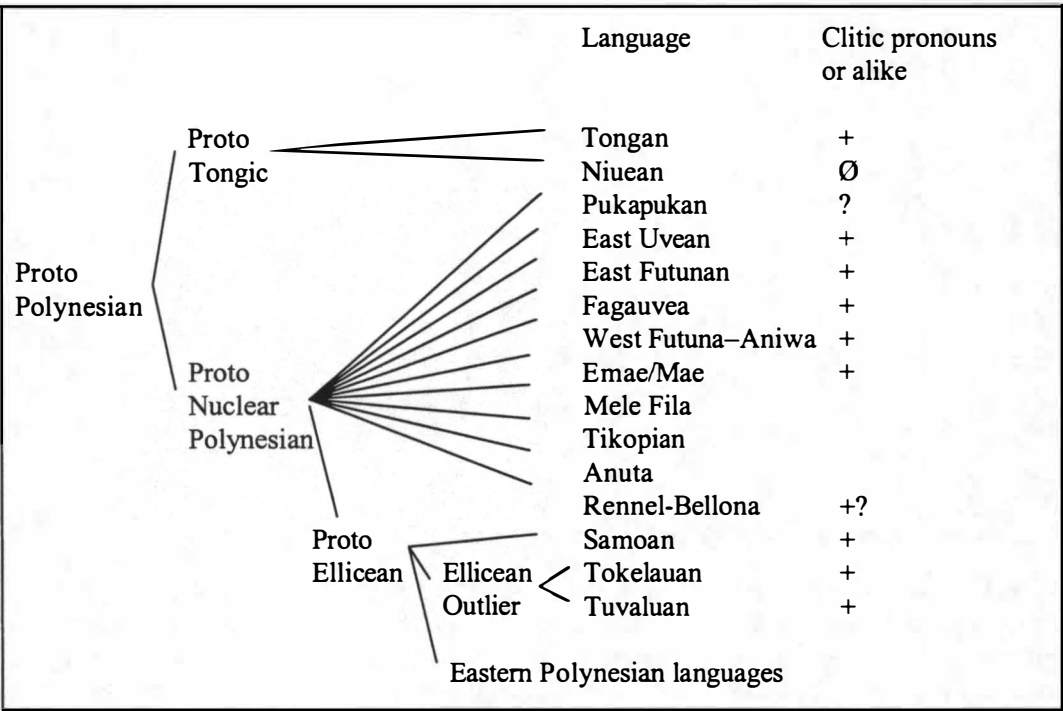 Language Clitic pronouns
or alike
Proto
Tongic
Tongan +
Niuean Ø
Pukapukan ?
East Uvean +
East Futunan +
Proto
Polynesian
Fagauvea +
West Futuna–Aniwa +
Proto
Nuclear
Polynesian
Emae/Mae +
Mele Fila
Tikopian
Anuta
Rennel-Bellona +?
Proto
Ellicean
Samoan +
Ellicean
Outlier
Tokelauan +
Tuvaluan +
Eastern Polynesian languages